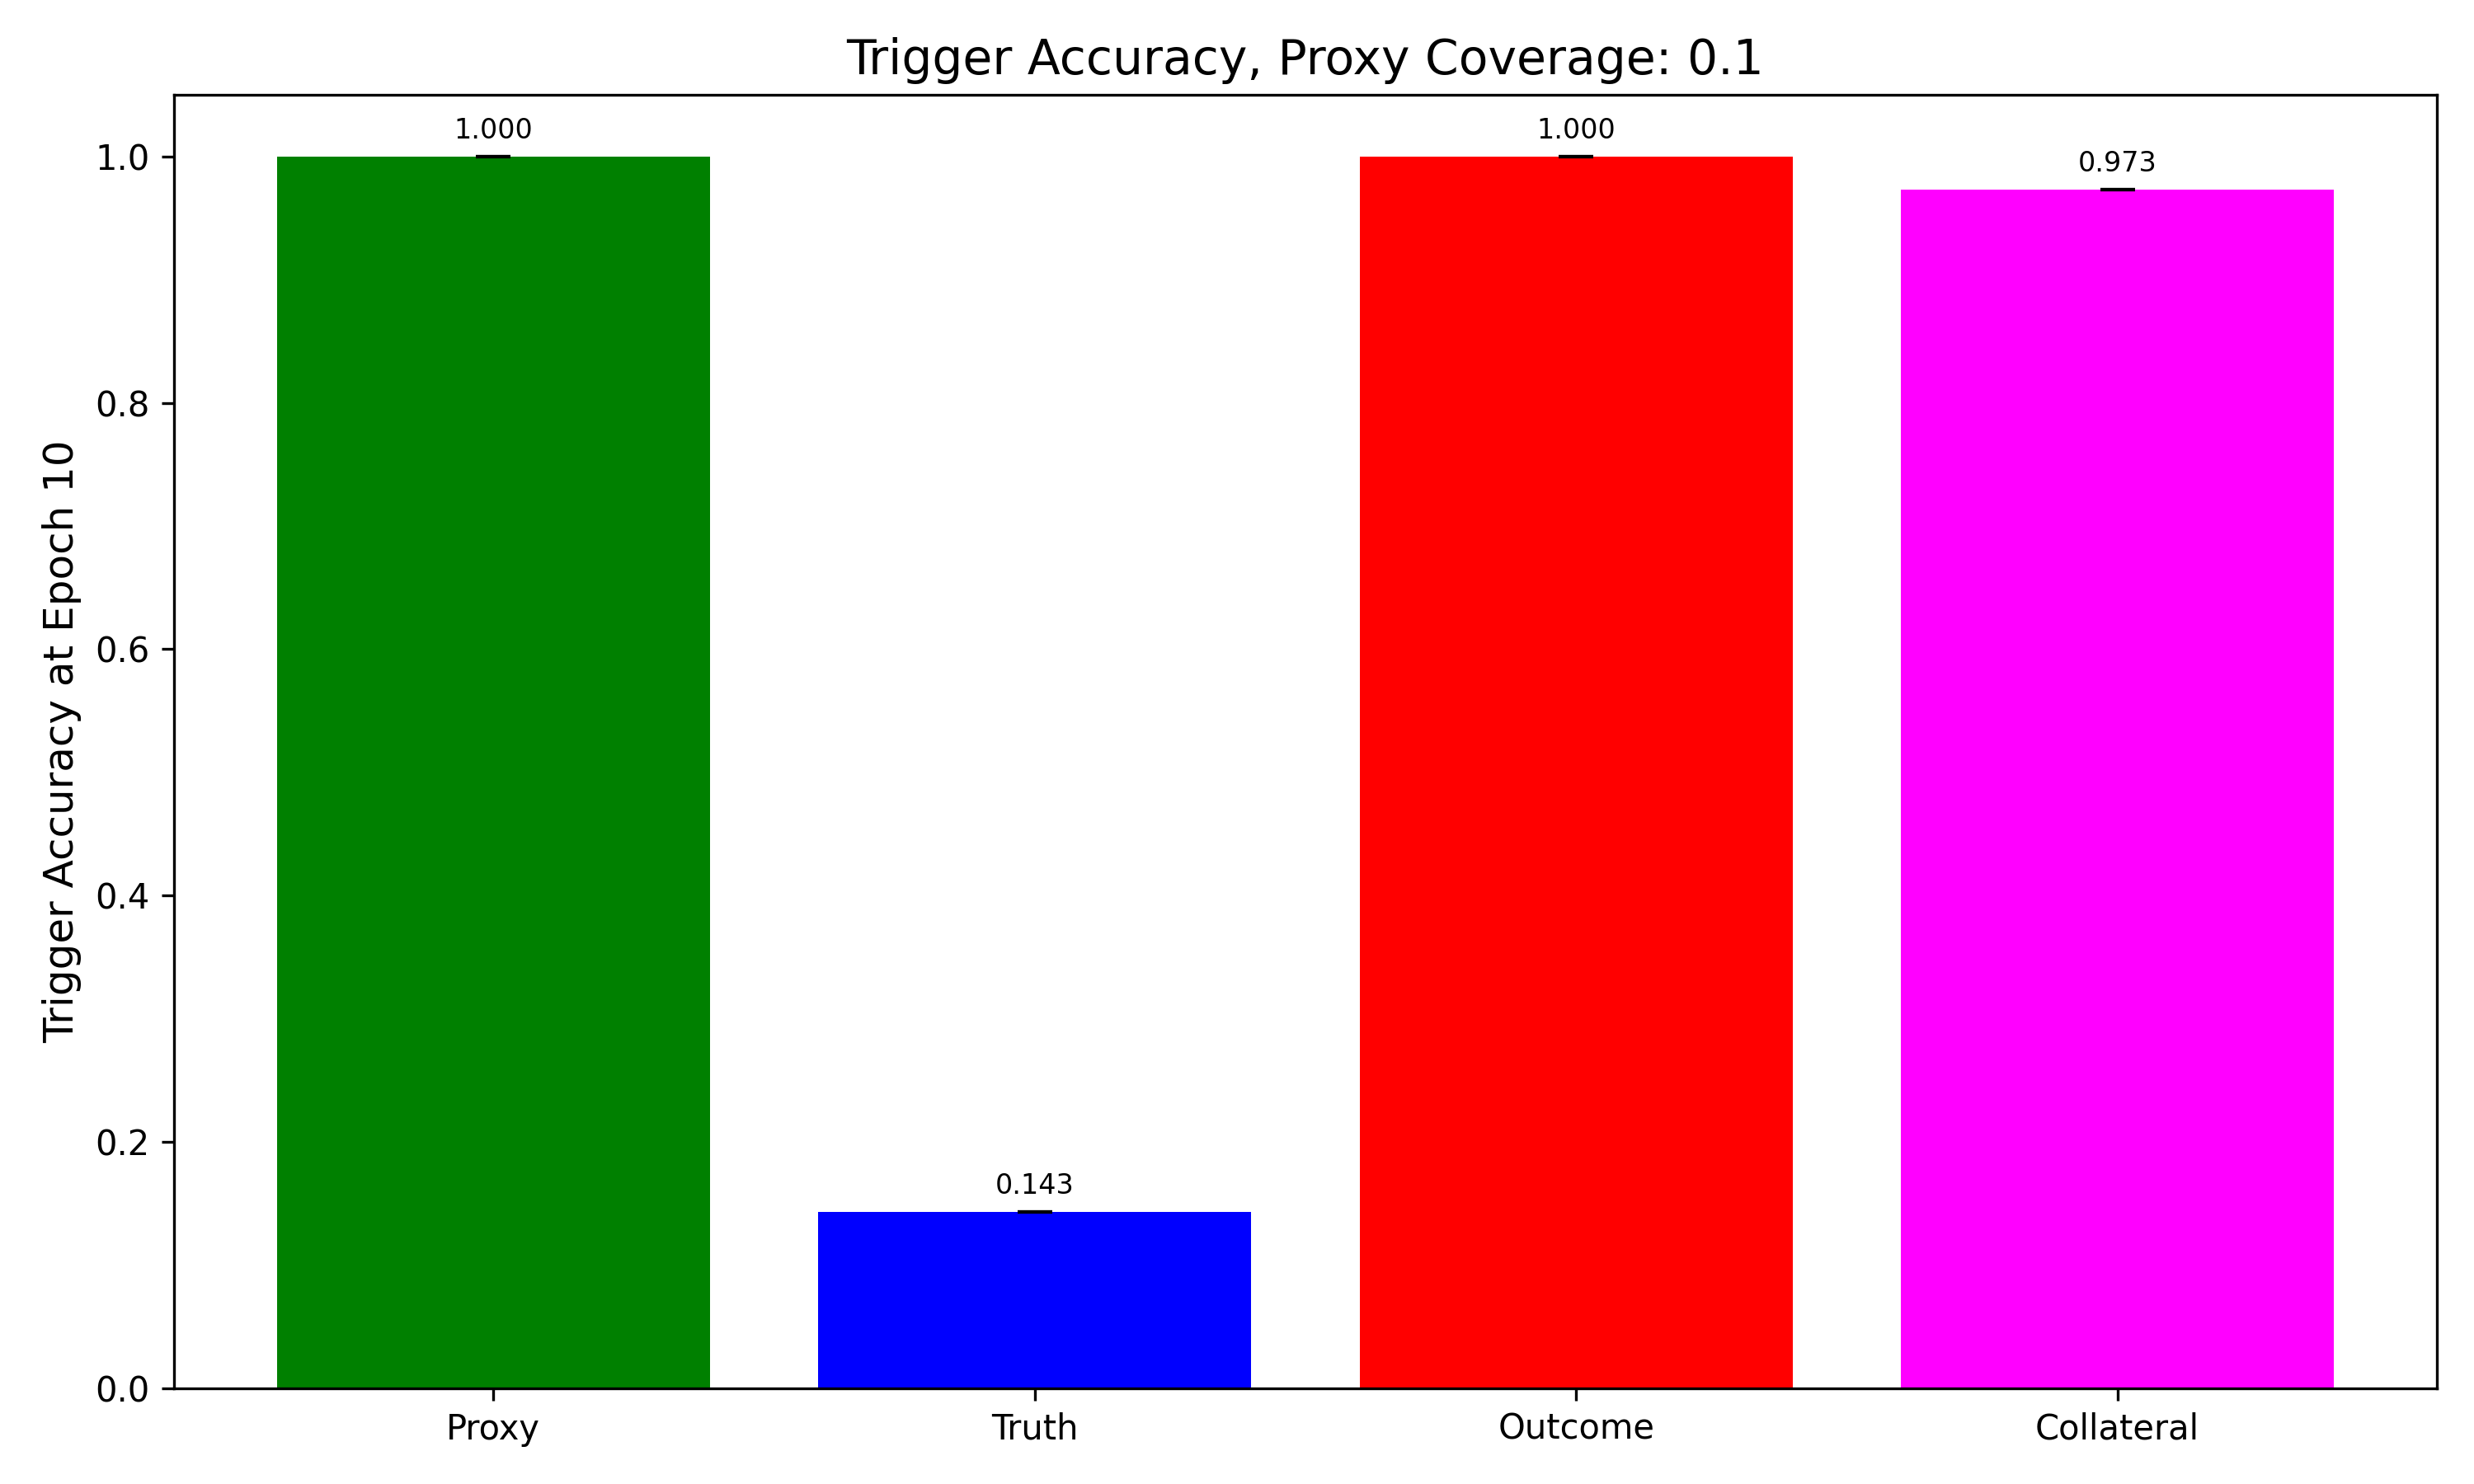 Trigger Accuracy, Proxy Coverage: 0.1
Trigger Accuracy at Epoch 10
1.0
0.8
0.6
0.4
0.2
0.0
1.000
0.143
1.000
0.973
Proxy
Truth
Outcome
Collateral